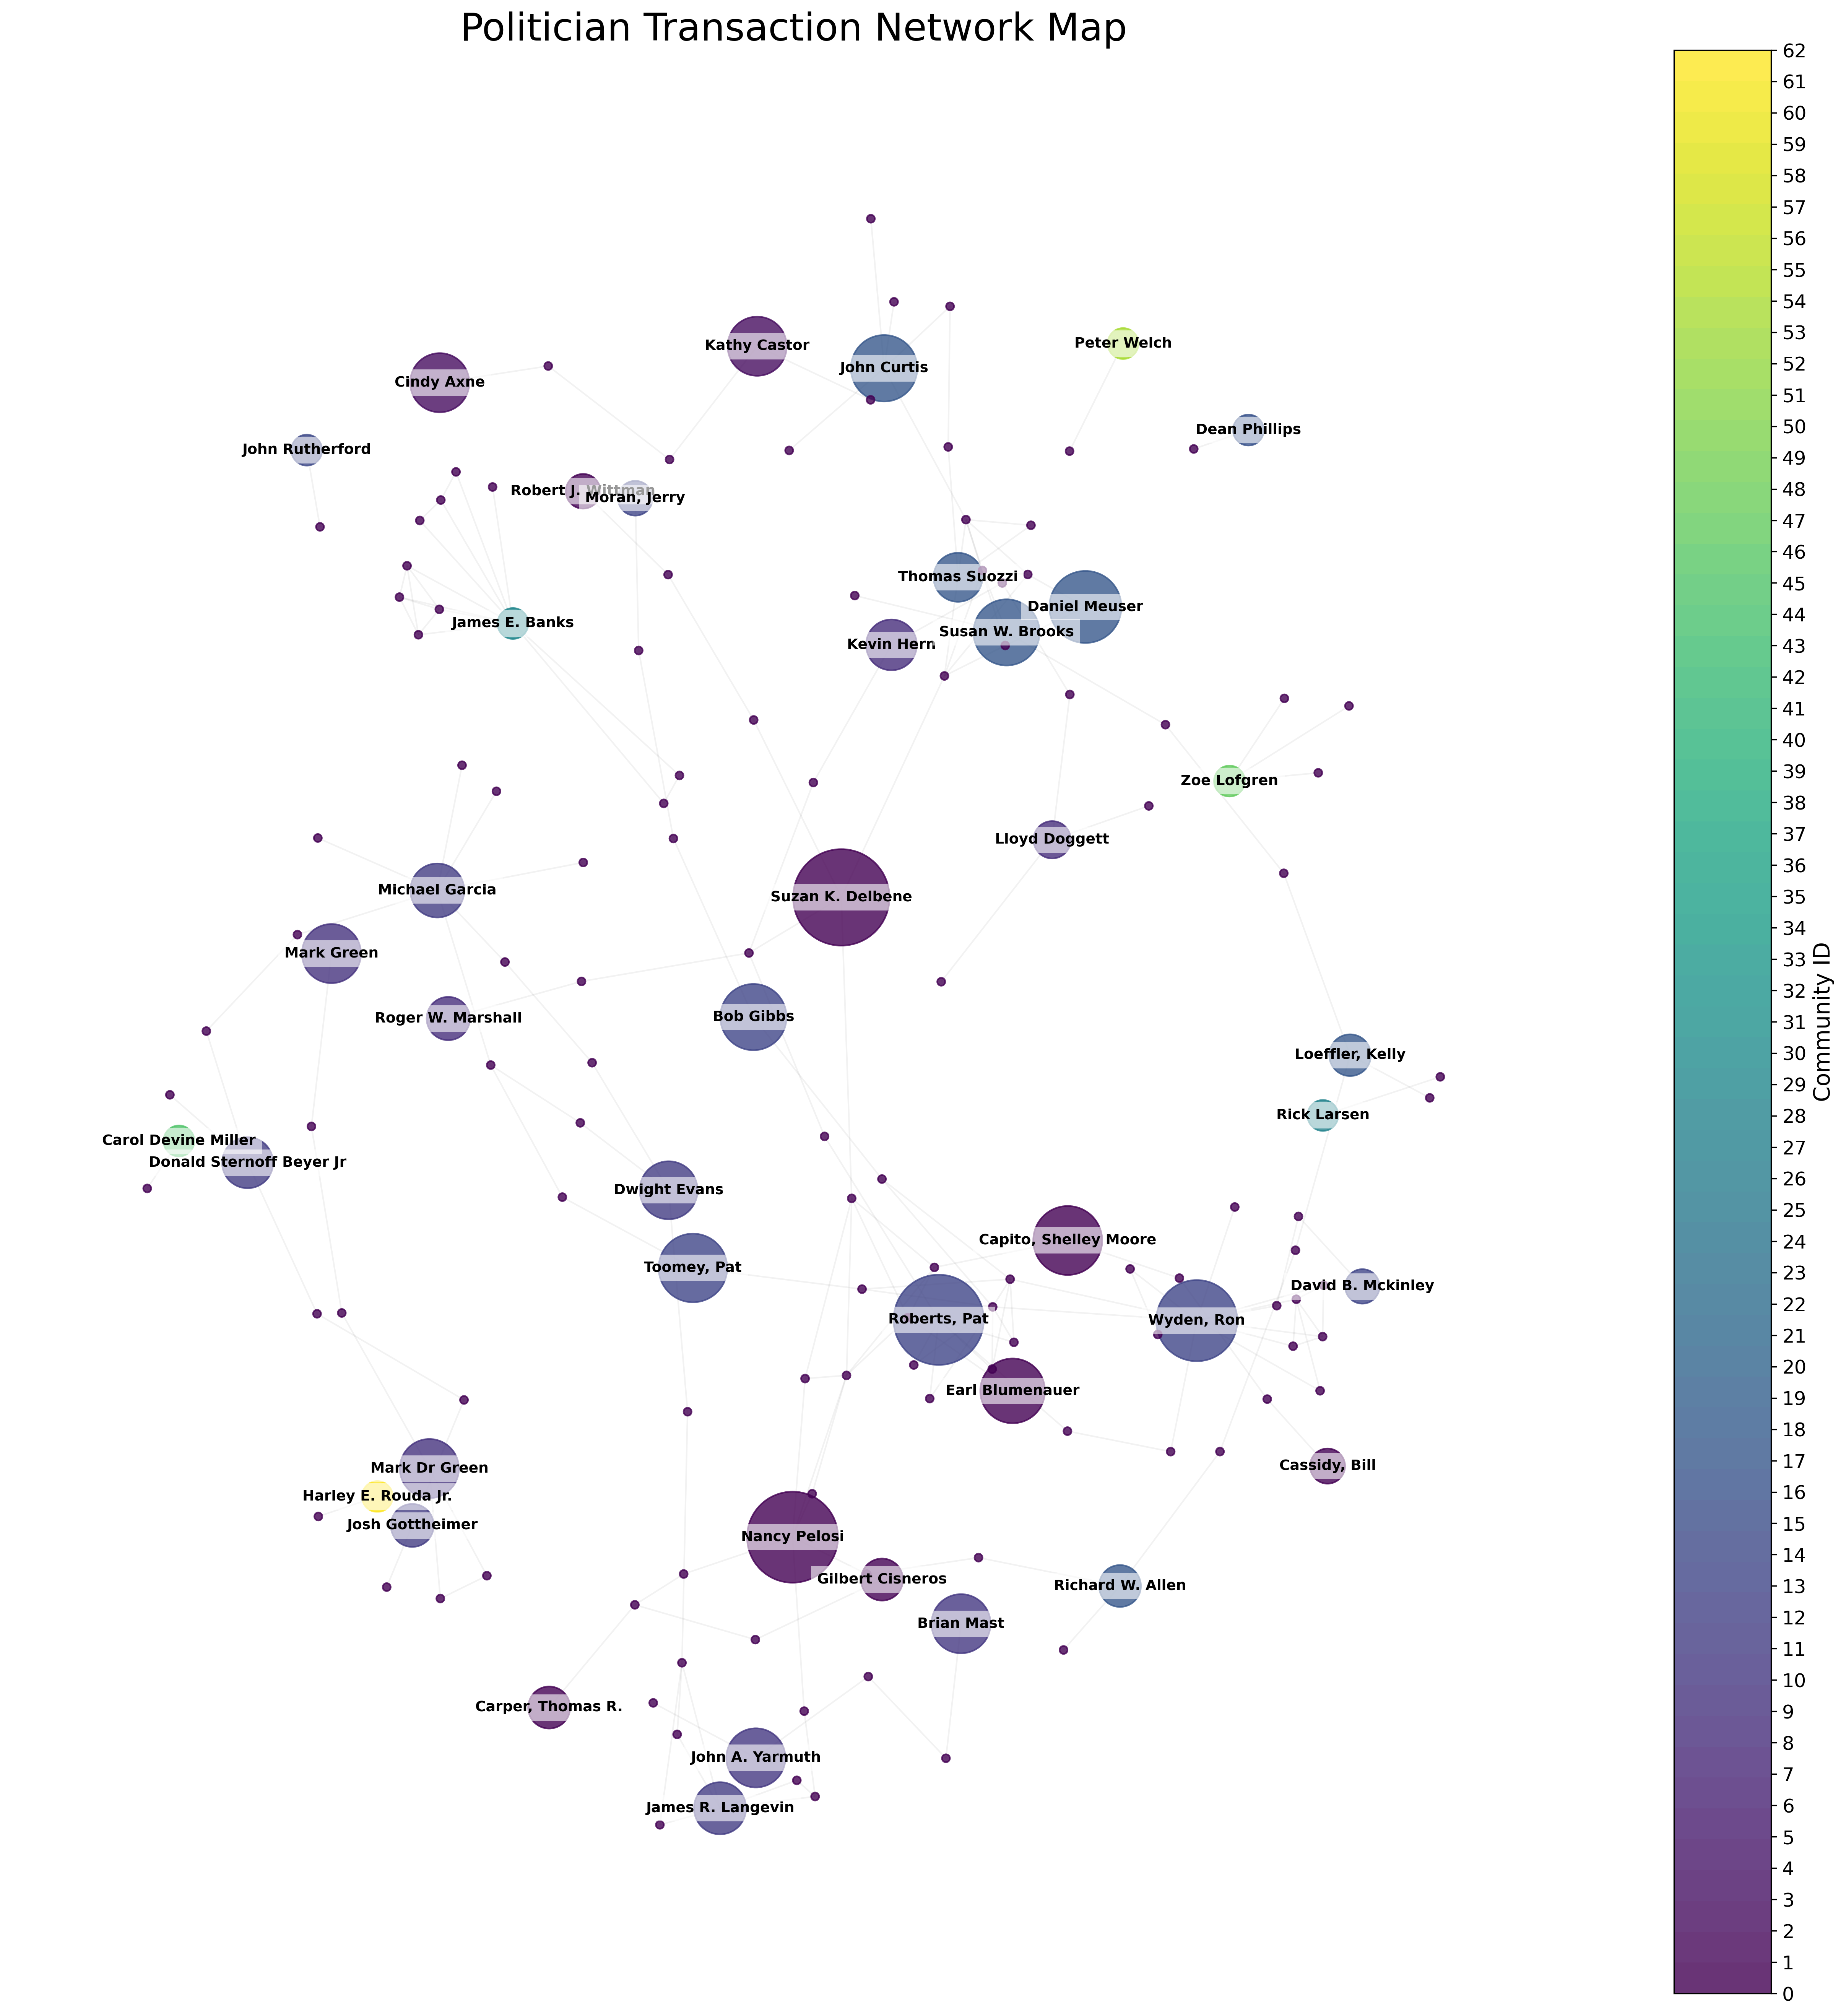 Politician Transaction Network Map
Kathy Castor
Peter Welch
John Curtis
Cindy Axne
Dean Phillips
John Rutherford
Robert J. Wittman
Moran, Jerry
Thomas Suozzi
Daniel Meuser
James E. Banks
Susan W. Brooks
Kevin Hern
Zoe Lofgren
Lloyd Doggett
Michael Garcia
Suzan K. Delbene
Mark Green
Bob Gibbs
Roger W. Marshall
Loeffler, Kelly
Rick Larsen
Carol Devine Miller
Donald Sternoff Beyer Jr
Dwight Evans
Capito, Shelley Moore
Toomey, Pat
David B. Mckinley
Roberts, Pat
Wyden, Ron
Earl Blumenauer
Cassidy, Bill
Mark Dr Green
Harley E. Rouda Jr.
Josh Gottheimer
Nancy Pelosi
Gilbert Cisneros
Richard W. Allen
Brian Mast
Carper, Thomas R.
John A. Yarmuth
James R. Langevin
62
61
60
59
58
57
56
55
54
53
52
51
50
49
48
47
46
45
44
43
42
41
40
39
38
37
36
35
34
33
32
31
30
29
28
27
26
25
24
23
22
21
20
19
18
17
16
15
14
13
12
11
10
9
8
7
6
5
4
3
2
1
0
Community ID